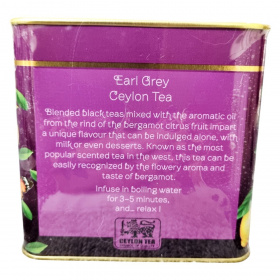 Earl Grey
Ceylon Tea
Blended black teas mixed with the aromatic oil
from the rind of the bergamot citrus fruit impart
a unique flavour that can be indulged alone, with
milk or even desserts. Known as the most
popular scented tea in the west, this tea can be
easily recognized by the flowery aroma and
taste of bergamot.
Infuse in boiling water
for 3-5 minutes,
and... relax !
CEYLON TEA